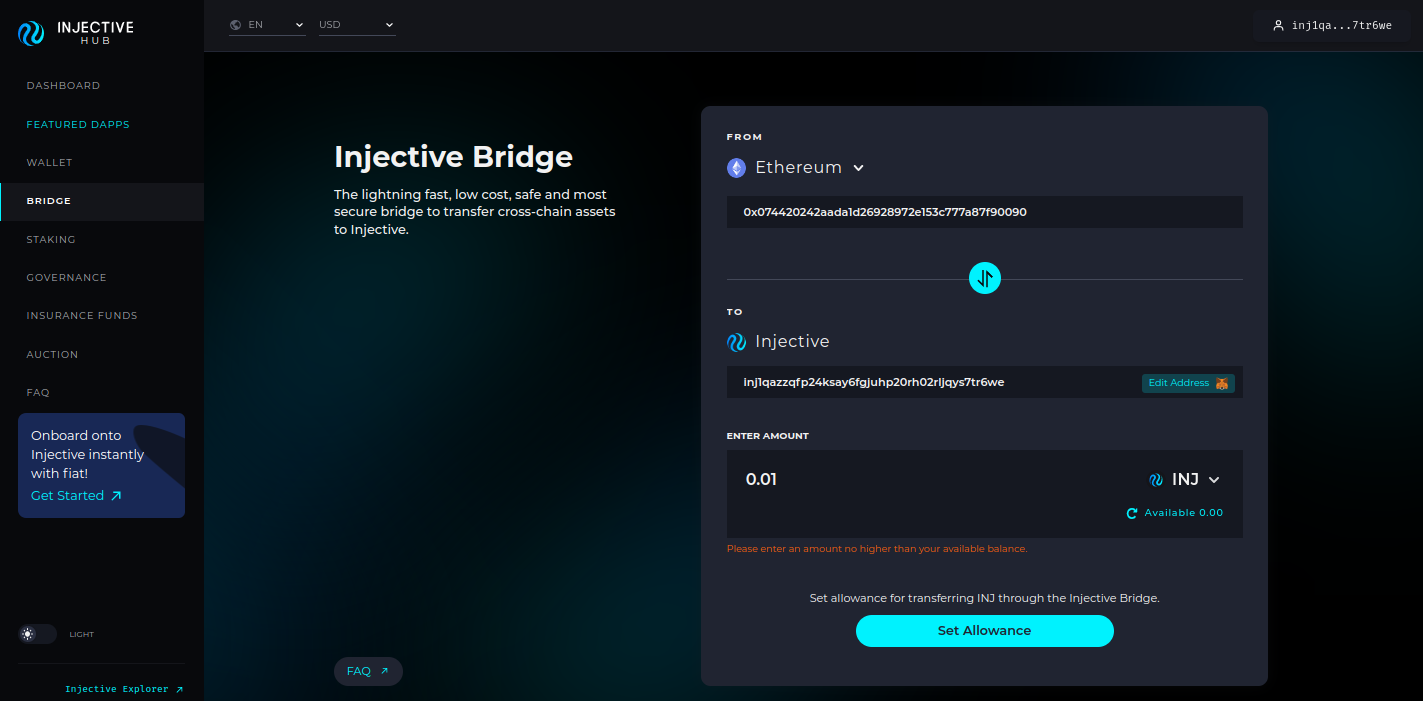 INJECTIVE
HUB
EN
USD
inj1qa...7tr6we
DASHBOARD
FEATURED DAPPS
WALLET
BRIDGE
STAKING
GOVERNANCE
INSURANCE FUNDS
AUCTION
FAQ
Onboard onto
Injective instantly
with fiat!
Get Started
LIGHT
Injective Explorer
Injective Bridge
The lightning fast, low cost, safe and most
secure bridge to transfer cross-chain assets
to Injective.
FAQ
FROM
Ethereum
0x074420242aada1d26928972e153c777a87f90090
TO
Injective
inj1qazzqfp24ksay6fgjuhp20rh02rljqys7tr6we
Edit Address
ENTER AMOUNT
0.01
INJ
Available 0.00
Please enter an amount no higher than your available balance.
Set allowance for transferring INJ through the Injective Bridge.
Set Allowance